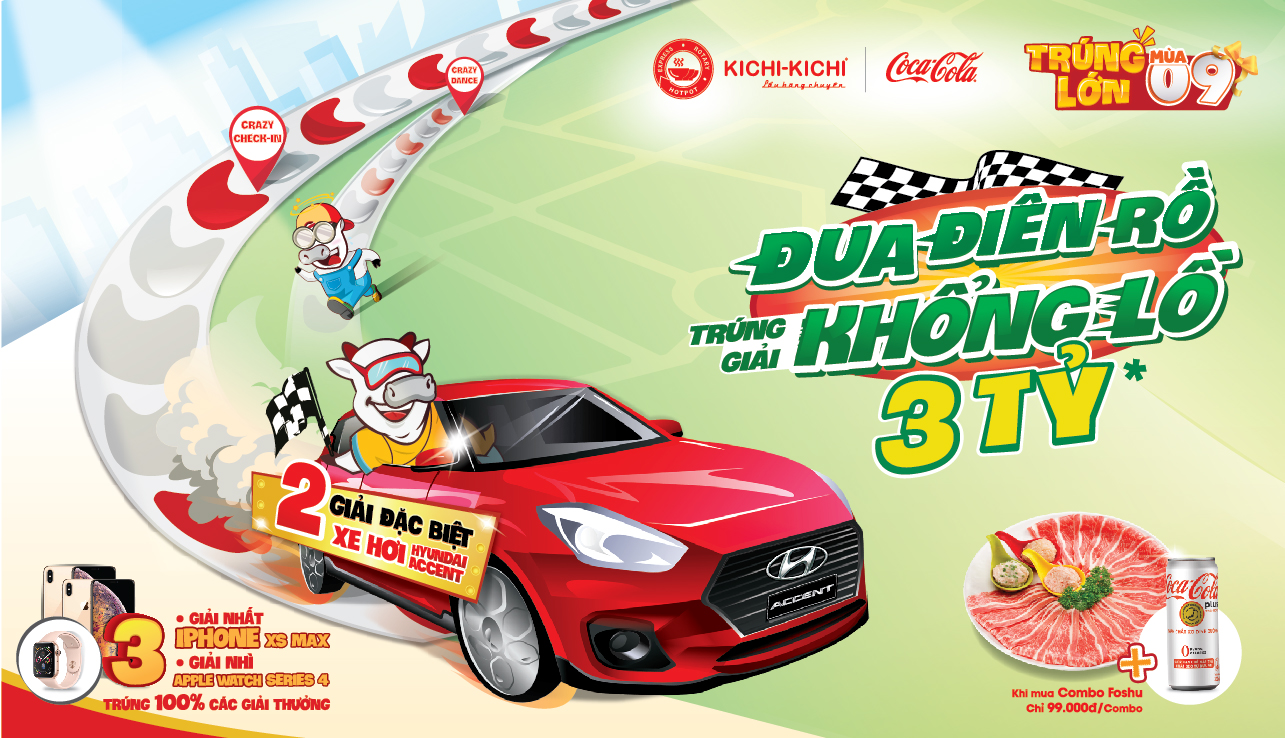 EXPRESS • ROTARY
HOTPOT
KICHI-KICHI
Lẩu băng chuyền
Coca-Cola
TRÚNG
LỚN
MÙA
09
CRAZY
DANCE
CRAZY
CHECK-IN
ĐUA ĐIÊN RỒ
TRÚNG
GIẢI
KHỔNG LỒ
3 TỶ*
2 GIẢI ĐẶC BIỆT
XE HƠI HYUNDAI
ACCENT
ACCENT
3
• GIẢI NHẤT
IPHONE XS MAX
• GIẢI NHÌ
APPLE WATCH SERIES 4
TRÚNG 100% CÁC GIẢI THƯỞNG
Coca-Cola
plus
+
Khi mua Combo Foshu
Chỉ 99.000đ/Combo